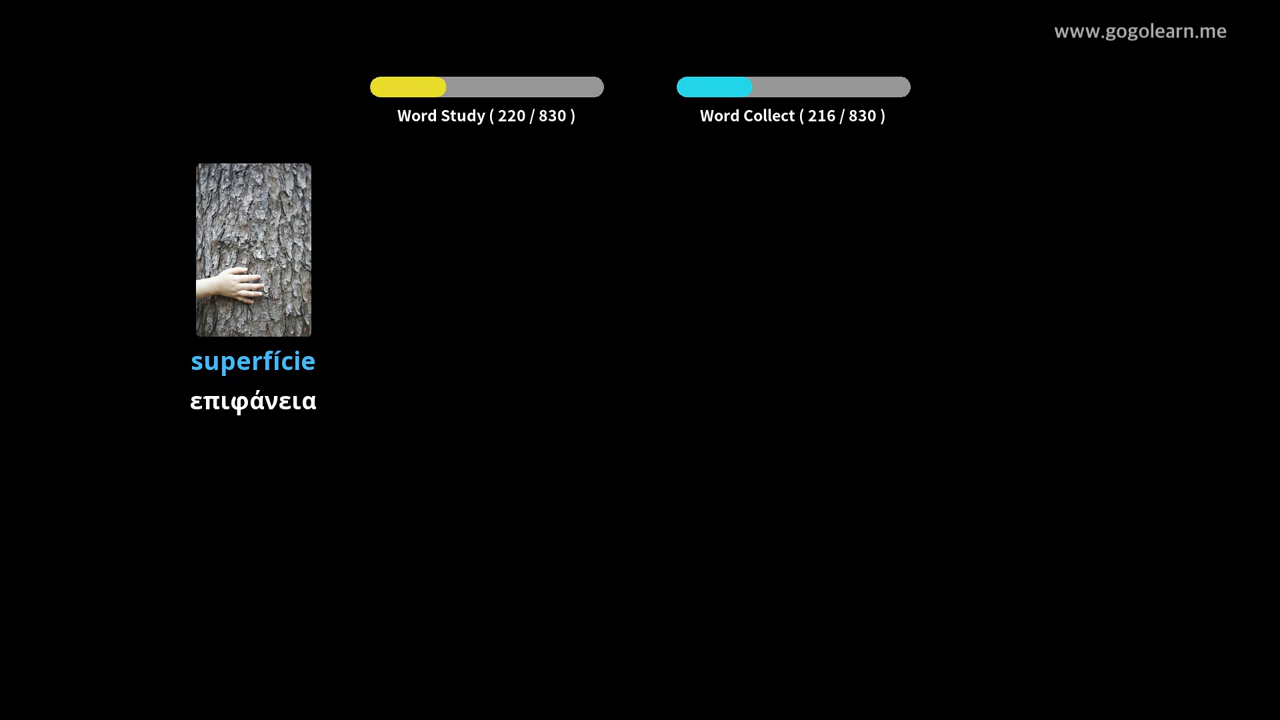 www.gogolearn.me
Word Study ( 220 / 830 )
Word Collect ( 216 / 830 )
superfície
επιφάνεια